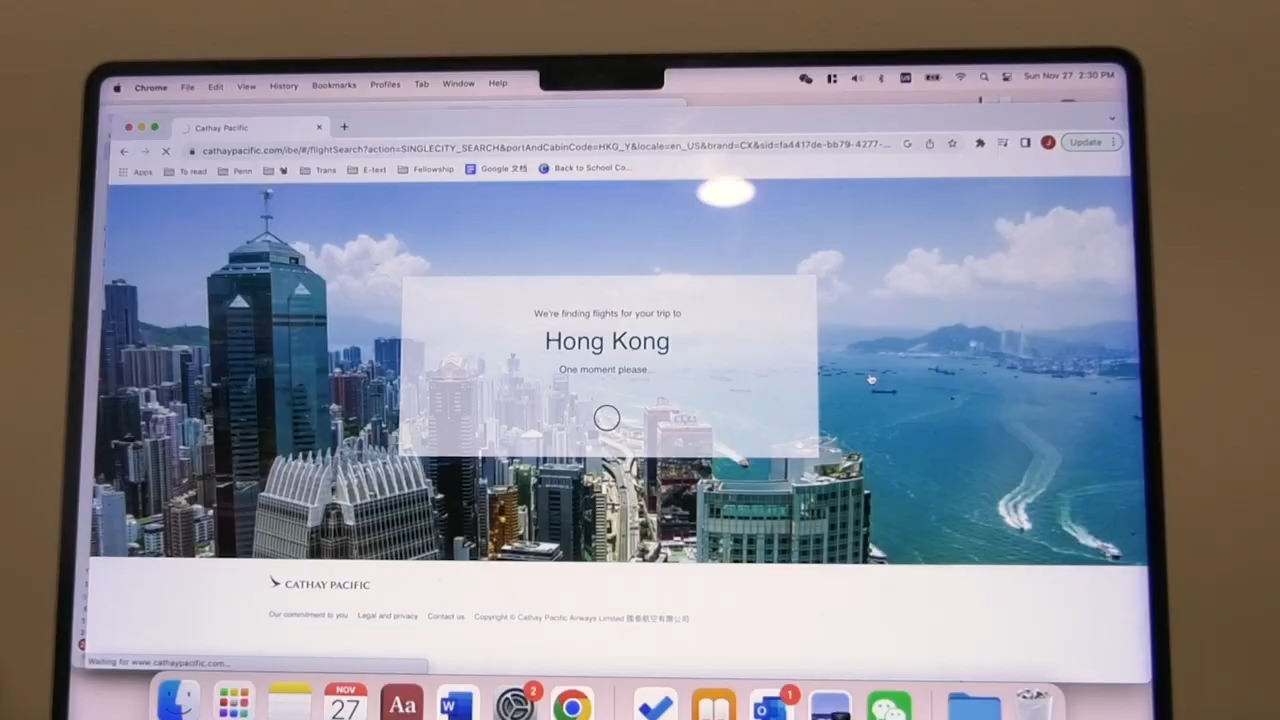 Chrome File Edit View History Bookmarks Profiles Tab Window Help
Sun Nov 27 2:30 PM
Cathay Pacific
cathaypacific.com/ibe/#/flightSearch?action=SINGLECITY_SEARCH&portAndCabinCode=HKG_Y&locale=en_US&brand=CX&sid=fa4417de-bb79-4277-...
Update
Apps To read Penn Trans E-text Fellowship Google 文档 Back to School Co...
We're finding flights for your trip to
Hong Kong
One moment please...
CATHAY PACIFIC
Our commitment to you Legal and privacy Contact us Copyright © Cathay Pacific Airways Limited 國泰航空有限公司
Waiting for www.cathaypacific.com...
NOV
27
Aa
W
2
1